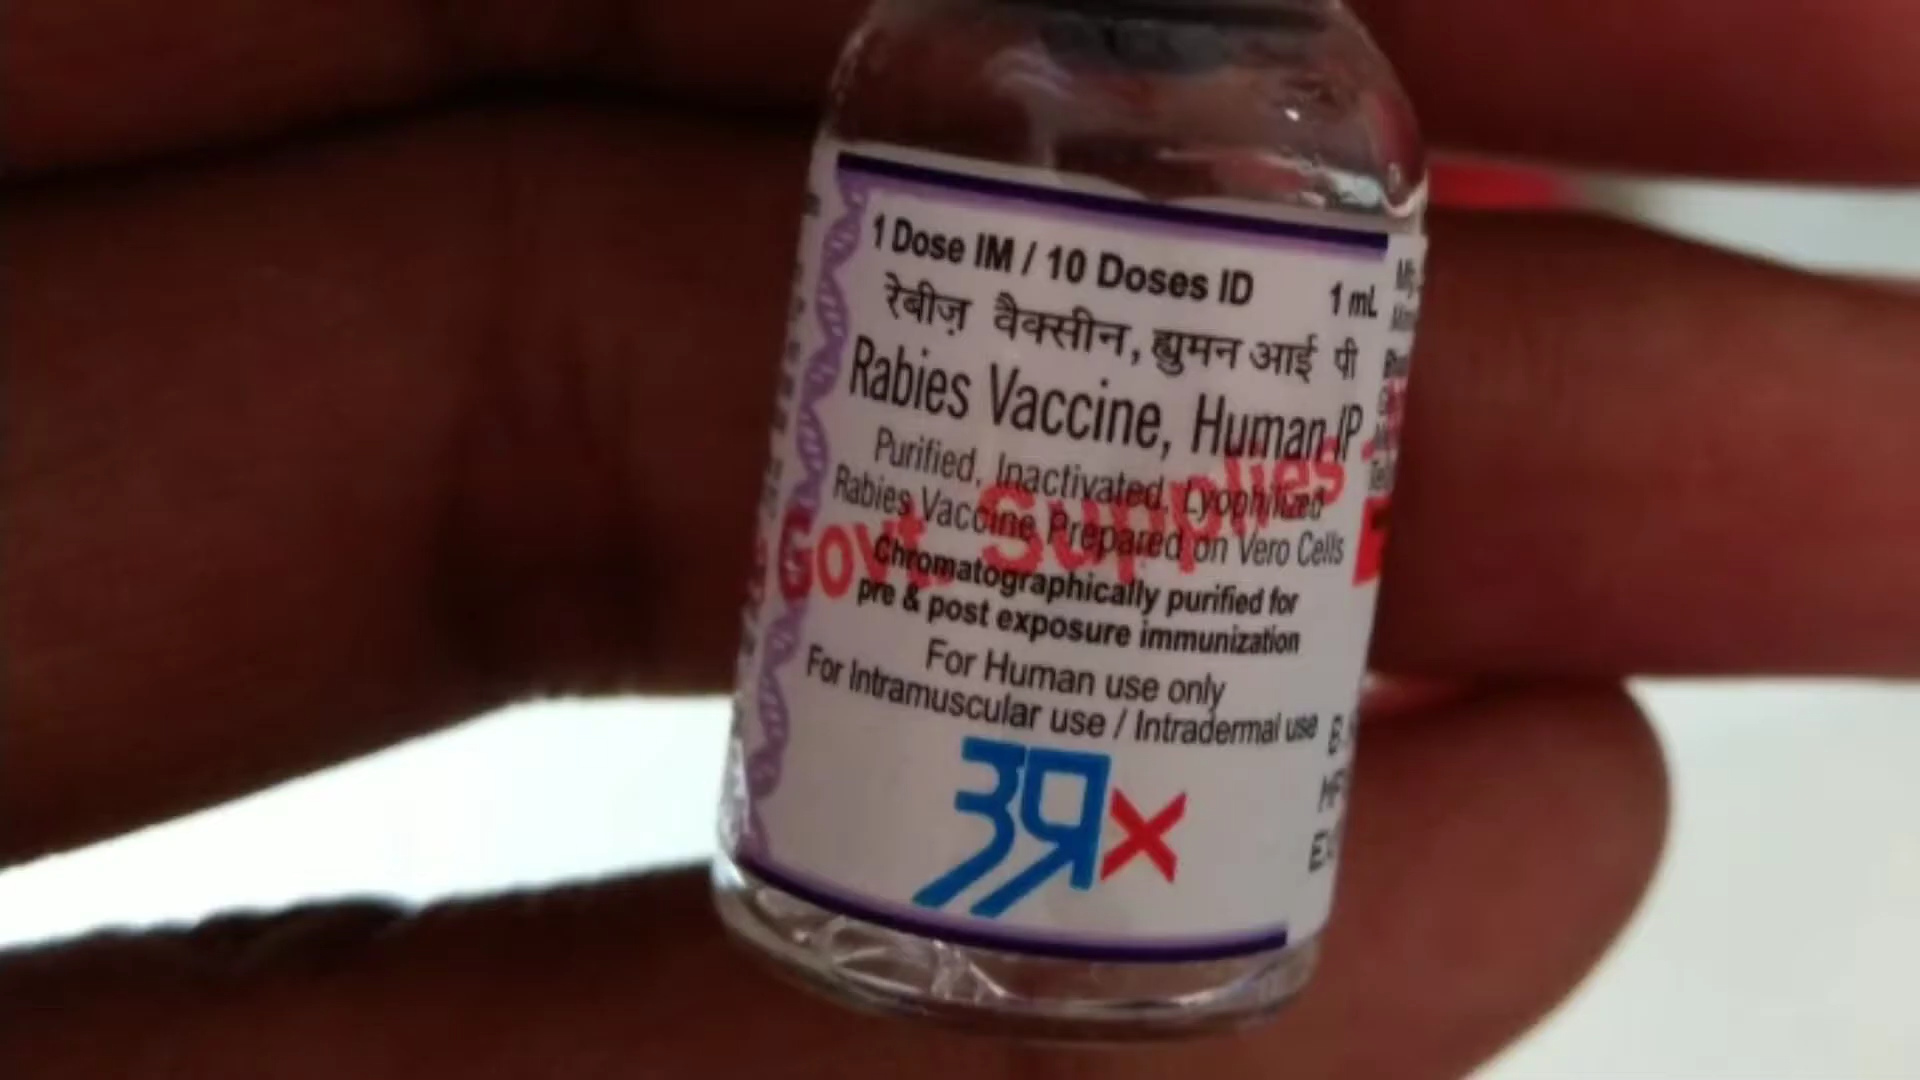 1 Dose IM / 10 Doses ID 1 mL
रेबीज़ वैक्सीन, ह्युमन आई पी
Rabies Vaccine, Human IP
Purified, Inactivated, Lyophilized
Rabies Vaccine Prepared on Vero Cells
Govt. Supplies
Chromatographically purified for
pre & post exposure immunization
For Human use only
For Intramuscular use / Intradermal use